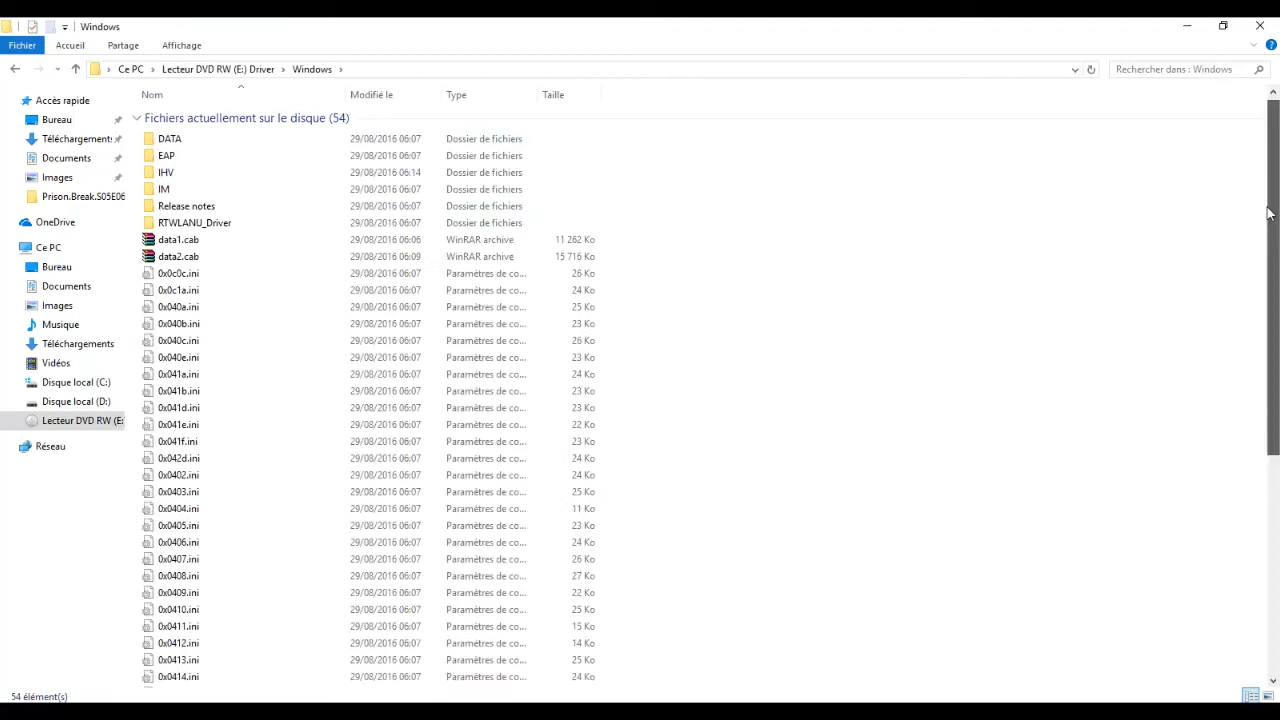 Windows
Fichier Accueil Partage Affichage
Ce PC Lecteur DVD RW (E:) Driver Windows Rechercher dans : Windows
Nom Modifié le Type Taille
Accès rapide
Bureau
Téléchargements
Documents
Images
Prison.Break.S05E06
OneDrive
Ce PC
Bureau
Documents
Images
Musique
Téléchargements
Vidéos
Disque local (C:)
Disque local (D:)
Lecteur DVD RW (E:
Réseau
Fichiers actuellement sur le disque (54)
DATA 29/08/2016 06:07 Dossier de fichiers
EAP 29/08/2016 06:07 Dossier de fichiers
IHV 29/08/2016 06:14 Dossier de fichiers
IM 29/08/2016 06:07 Dossier de fichiers
Release notes 29/08/2016 06:07 Dossier de fichiers
RTWLANU_Driver 29/08/2016 06:07 Dossier de fichiers
data1.cab 29/08/2016 06:06 WinRAR archive 11 262 Ko
data2.cab 29/08/2016 06:09 WinRAR archive 15 716 Ko
0x0c0c.ini 29/08/2016 06:07 Paramètres de co... 26 Ko
0x0c1a.ini 29/08/2016 06:07 Paramètres de co... 24 Ko
0x040a.ini 29/08/2016 06:07 Paramètres de co... 25 Ko
0x040b.ini 29/08/2016 06:07 Paramètres de co... 23 Ko
0x040c.ini 29/08/2016 06:07 Paramètres de co... 26 Ko
0x040e.ini 29/08/2016 06:07 Paramètres de co... 23 Ko
0x041a.ini 29/08/2016 06:07 Paramètres de co... 24 Ko
0x041b.ini 29/08/2016 06:07 Paramètres de co... 23 Ko
0x041d.ini 29/08/2016 06:07 Paramètres de co... 23 Ko
0x041e.ini 29/08/2016 06:07 Paramètres de co... 22 Ko
0x041f.ini 29/08/2016 06:07 Paramètres de co... 23 Ko
0x042d.ini 29/08/2016 06:07 Paramètres de co... 24 Ko
0x0402.ini 29/08/2016 06:07 Paramètres de co... 24 Ko
0x0403.ini 29/08/2016 06:07 Paramètres de co... 25 Ko
0x0404.ini 29/08/2016 06:07 Paramètres de co... 11 Ko
0x0405.ini 29/08/2016 06:07 Paramètres de co... 23 Ko
0x0406.ini 29/08/2016 06:07 Paramètres de co... 24 Ko
0x0407.ini 29/08/2016 06:07 Paramètres de co... 26 Ko
0x0408.ini 29/08/2016 06:07 Paramètres de co... 27 Ko
0x0409.ini 29/08/2016 06:07 Paramètres de co... 22 Ko
0x0410.ini 29/08/2016 06:07 Paramètres de co... 25 Ko
0x0411.ini 29/08/2016 06:07 Paramètres de co... 15 Ko
0x0412.ini 29/08/2016 06:07 Paramètres de co... 14 Ko
0x0413.ini 29/08/2016 06:07 Paramètres de co... 25 Ko
0x0414.ini 29/08/2016 06:07 Paramètres de co... 24 Ko
54 élément(s)